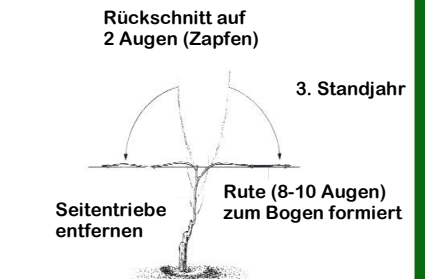 Rückschnitt auf
2 Augen (Zapfen)
3. Standjahr
Rute (8-10 Augen)
zum Bogen formiert
Seitentriebe
entfernen